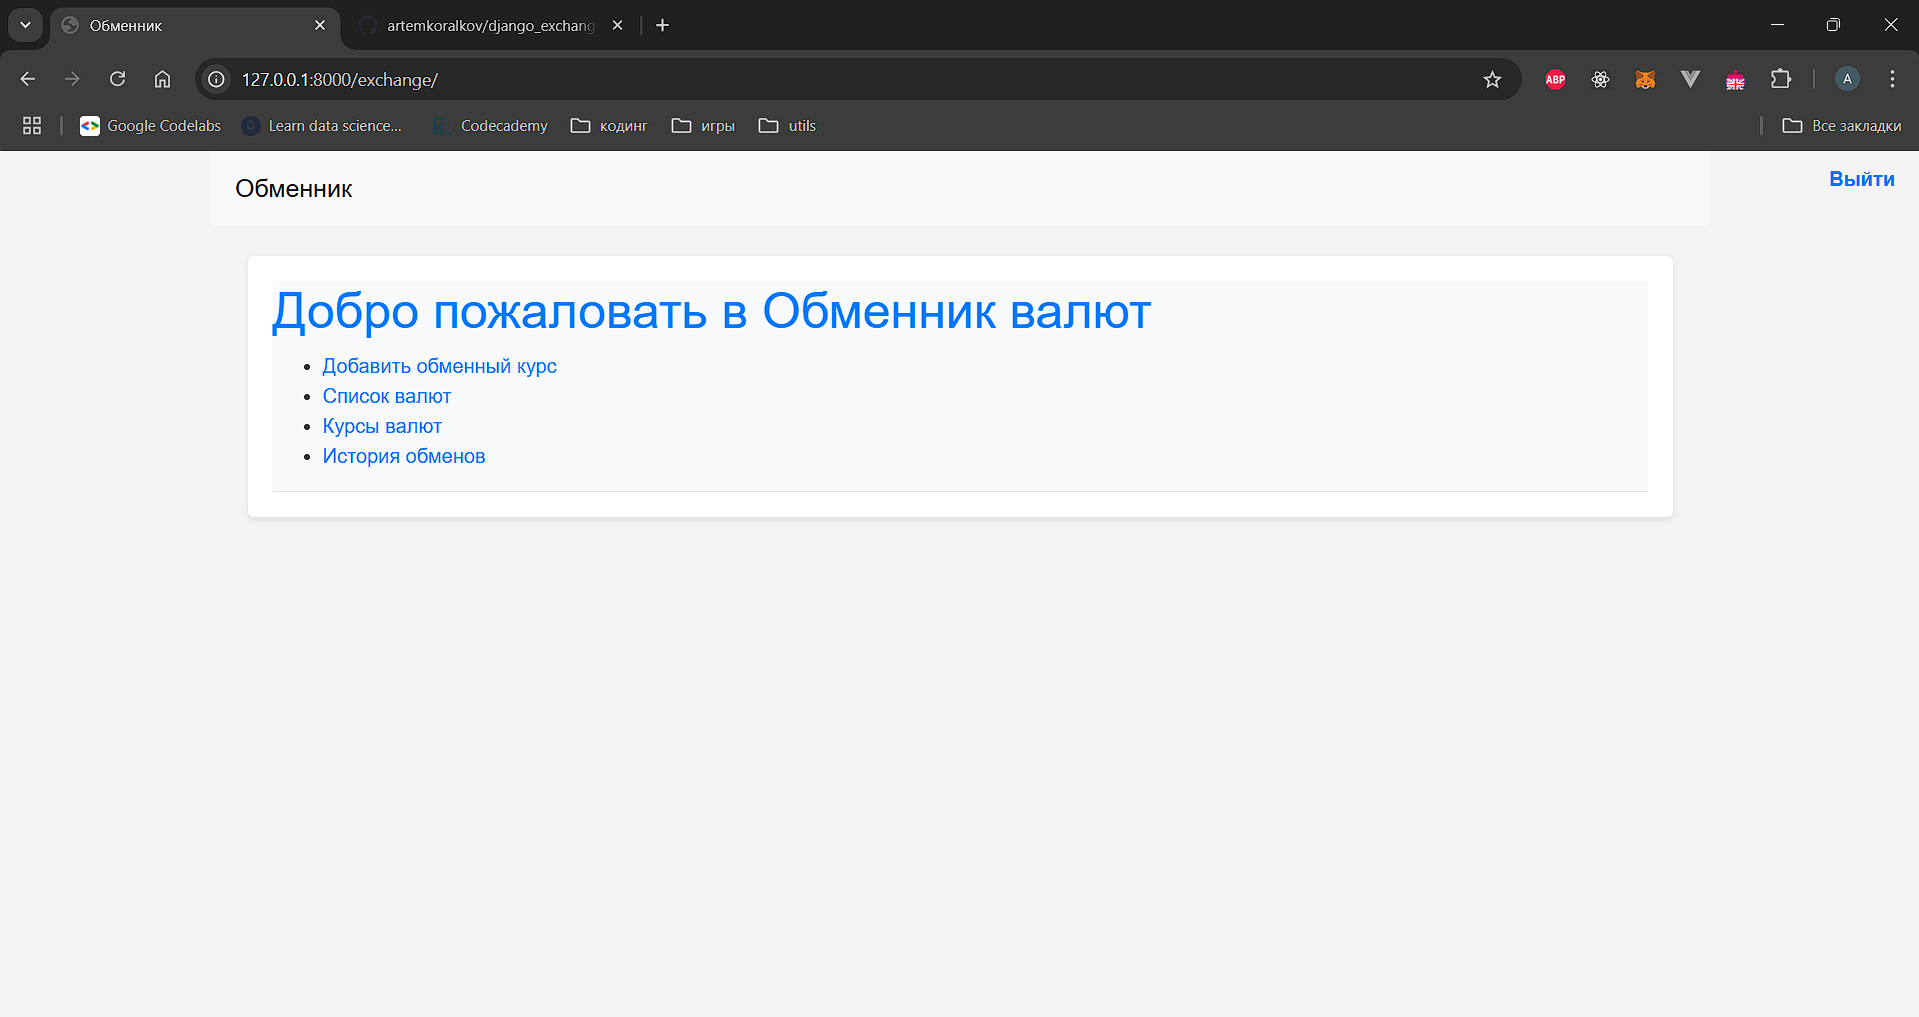 Обменник
artemkoralkov/django_exchang
127.0.0.1:8000/exchange/
ABP
A
Google Codelabs
Learn data science...
Codecademy
кодинг
игры
utils
Все закладки
Обменник
Выйти
Добро пожаловать в Обменник валют
Добавить обменный курс
Список валют
Курсы валют
История обменов